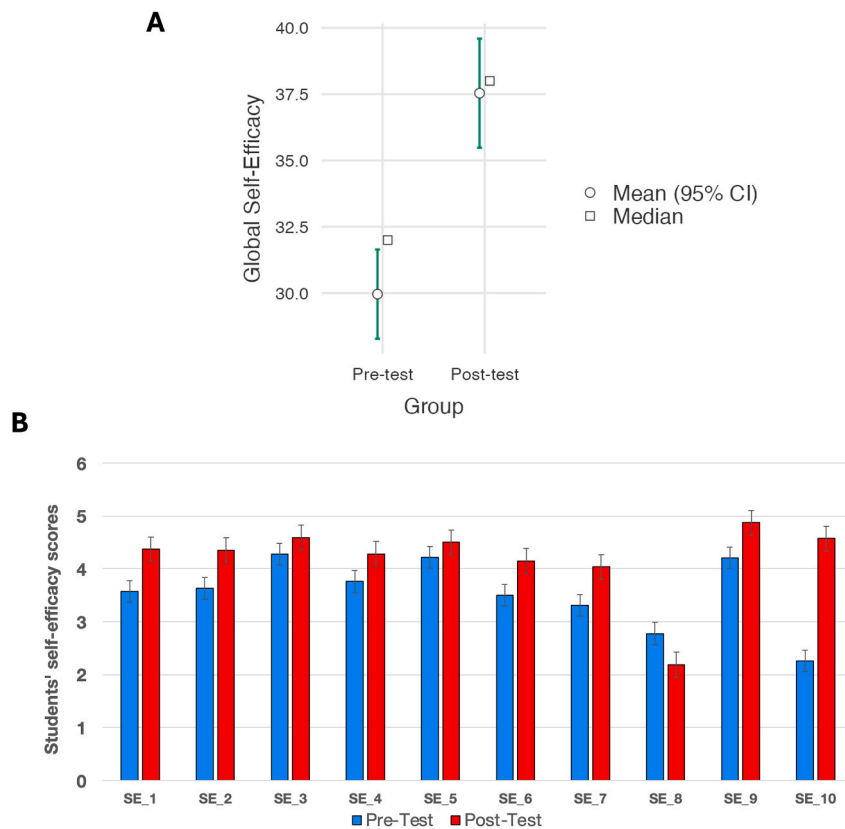 A
40.0
37.5
35.0
32.5
30.0
Global Self-Efficacy
Pre-test Post-test
Group
Mean (95% CI)
Median
B
6
5
4
3
2
1
0
Students' self-efficacy scores
SE_1 SE_2 SE_3 SE_4 SE_5 SE_6 SE_7 SE_8 SE_9 SE_10
Pre-Test Post-Test